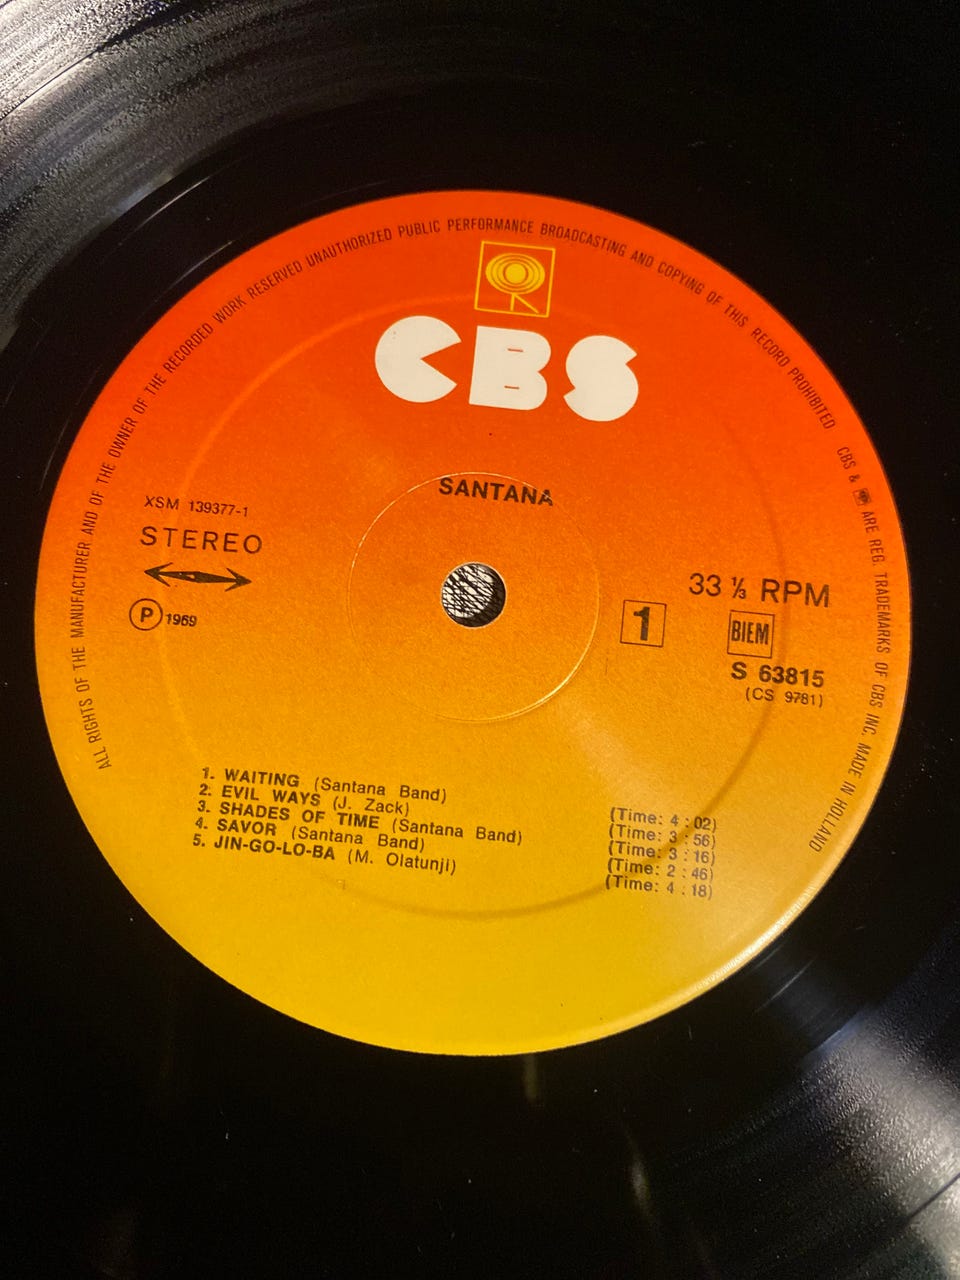 ALL RIGHTS OF THE MANUFACTURER AND OF THE OWNER OF THE RECORDED WORK RESERVED UNAUTHORIZED PUBLIC PERFORMANCE BROADCASTING AND COPYING OF THIS RECORD PROHIBITED CBS & ARE REG. TRADEMARKS OF CBS INC. MADE IN HOLLAND
CBS
SANTANA
XSM 139377-1
STEREO
℗ 1969
33 ⅓ RPM
1
BIEM
S 63815
(CS 9781)
1. WAITING (Santana Band) (Time: 4 : 02)
2. EVIL WAYS (J. Zack) (Time: 3 : 56)
3. SHADES OF TIME (Santana Band) (Time: 3 : 16)
4. SAVOR (Santana Band) (Time: 2 : 46)
5. JIN-GO-LO-BA (M. Olatunji) (Time: 4 : 18)